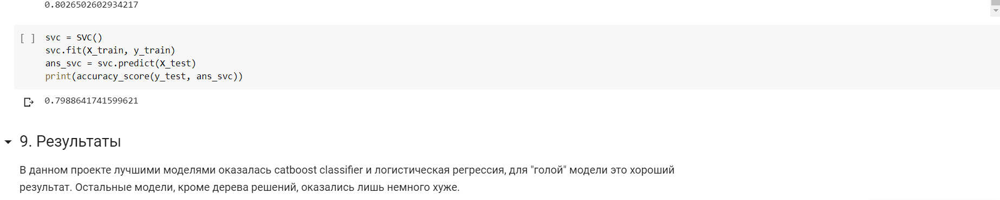 0.8026502602934217
[ ] svc = SVC()
svc.fit(X_train, y_train)
ans_svc = svc.predict(X_test)
print(accuracy_score(y_test, ans_svc))
0.7988641741599621
9. Результаты
В данном проекте лучшими моделями оказалась catboost classifier и логистическая регрессия, для "голой" модели это хороший
результат. Остальные модели, кроме дерева решений, оказались лишь немного хуже.